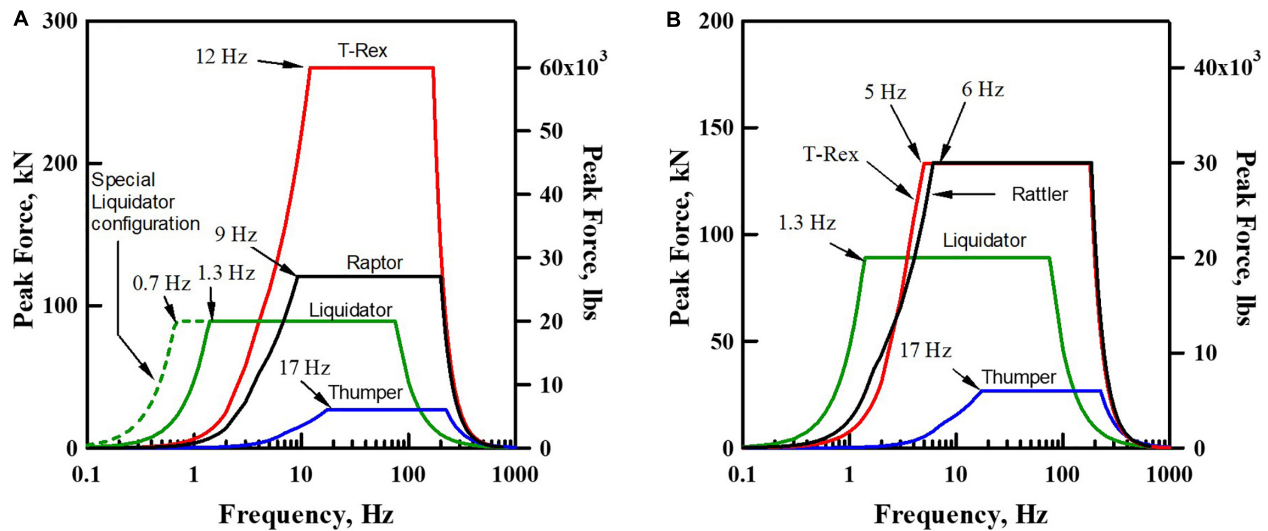 A
300
200
100
0
Peak Force, kN
0.1
1
10
100
1000
Frequency, Hz
60x10³
50
40
30
20
10
0
Peak Force, lbs
12 Hz
T-Rex
Special
Liquidator
configuration
9 Hz
Raptor
0.7 Hz
1.3 Hz
Liquidator
17 Hz
Thumper
B
200
150
100
50
0
Peak Force, kN
0.1
1
10
100
1000
Frequency, Hz
40x10³
30
20
10
0
Peak Force, lbs
5 Hz
6 Hz
T-Rex
Rattler
1.3 Hz
Liquidator
17 Hz
Thumper